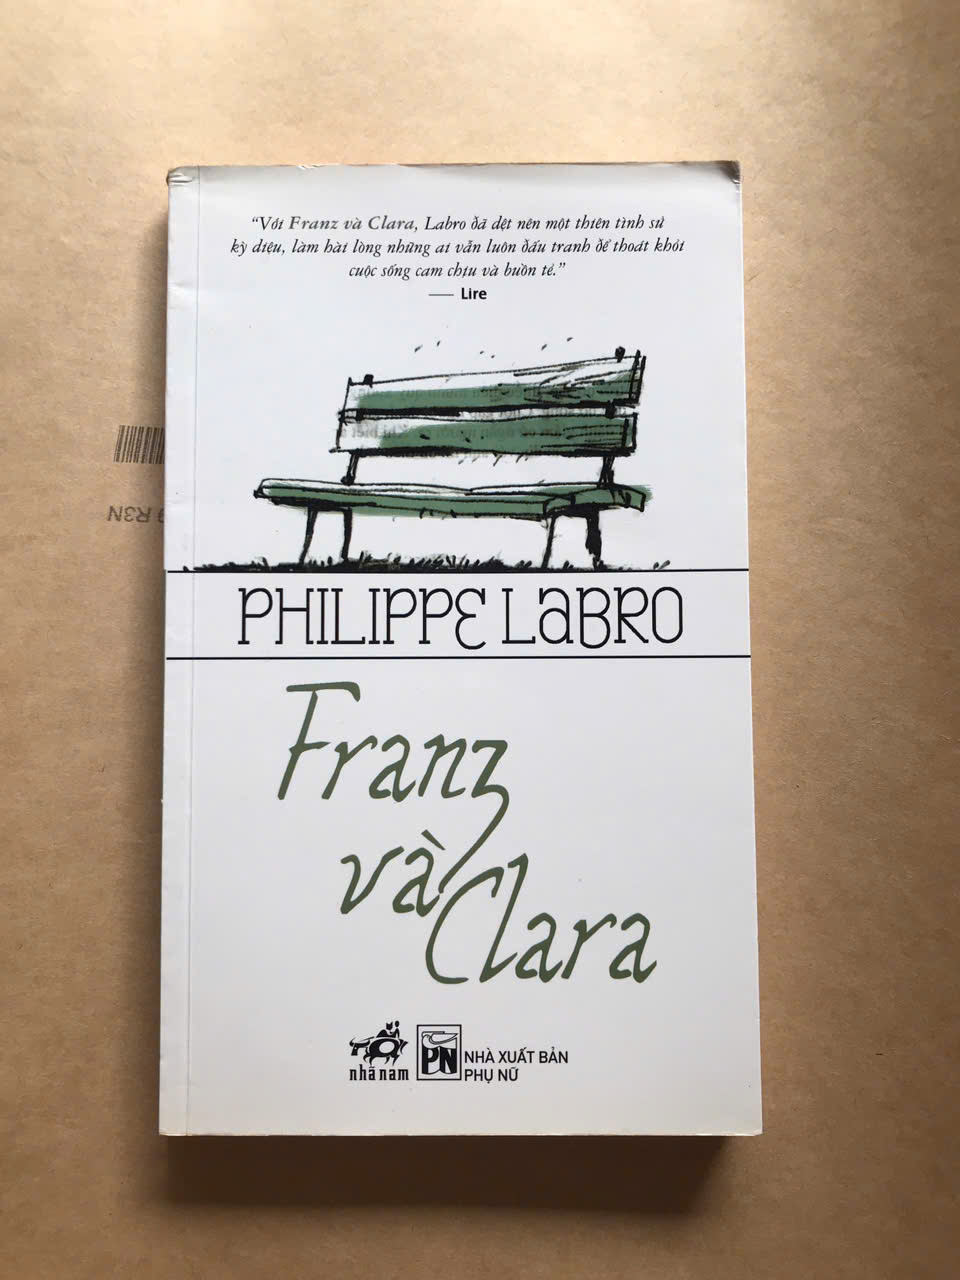 “Với Franz và Clara, Labro đã dệt nên một thiên tình sử
kỳ diệu, làm hài lòng những ai vẫn luôn đấu tranh để thoát khỏi
cuộc sống cam chịu và buồn tẻ.”
— Lire
PHILIPPE LABRO
Franz
và
Clara
nhã nam
PN
NHÀ XUẤT BẢN
PHỤ NỮ
R3N